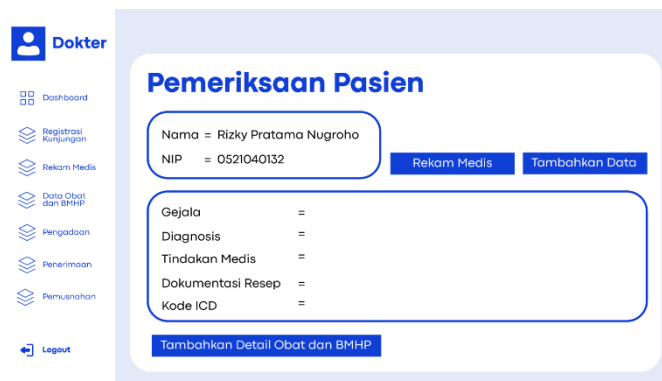 Dokter
Dashboard
Registrasi
Kunjungan
Rekam Medis
Data Obat
dan BMHP
Pengadaan
Penerimaan
Pemusnahan
Logout
Pemeriksaan Pasien
Nama = Rizky Pratama Nugroho
NIP = 0521040132
Rekam Medis
Tambahkan Data
Gejala =
Diagnosis =
Tindakan Medis =
Dokumentasi Resep =
Kode ICD =
Tambahkan Detail Obat dan BMHP